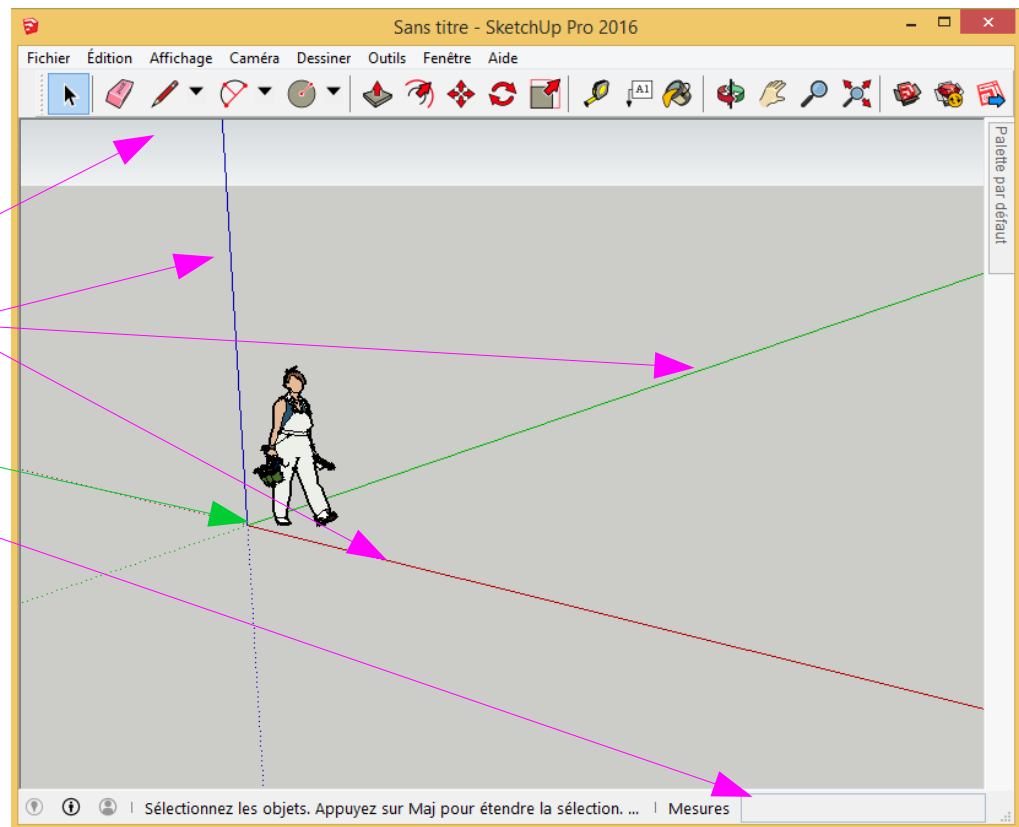 Sans titre - SketchUp Pro 2016
Fichier Édition Affichage Caméra Dessiner Outils Fenêtre Aide
A1
Palette par défaut
Sélectionnez les objets. Appuyez sur Maj pour étendre la sélection. ... Mesures